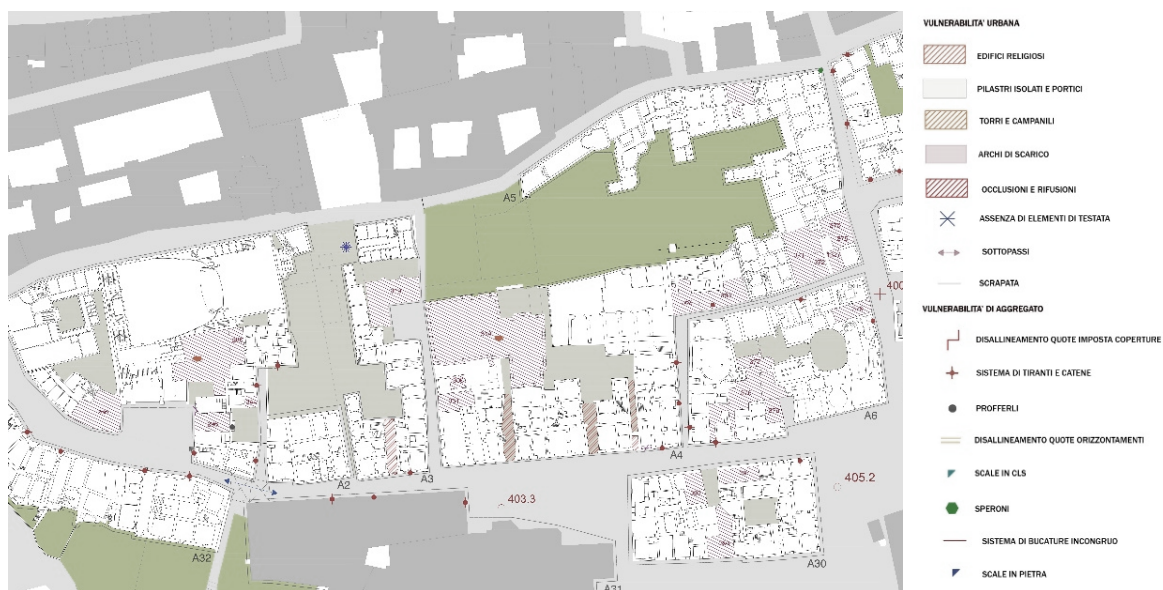 VULNERABILITA' URBANA
EDIFICI RELIGIOSI
PILASTRI ISOLATI E PORTICI
TORRI E CAMPANILI
ARCHI DI SCARICO
OCCLUSIONI E RIFUSIONI
ASSENZA DI ELEMENTI DI TESTATA
SOTTOPASSI
SCRAPATA
VULNERABILITA' DI AGGREGATO
DISALLINEAMENTO QUOTE IMPOSTA COPERTURE
SISTEMA DI TIRANTI E CATENE
PROFFERLI
DISALLINEAMENTO QUOTE ORIZZONTAMENTI
SCALE IN CLS
SPERONI
SISTEMA DI BUCATURE INCONGRUO
SCALE IN PIETRA
A5
400
A6
A4
A2
A3
403.3
405.2
A32
A30
A31